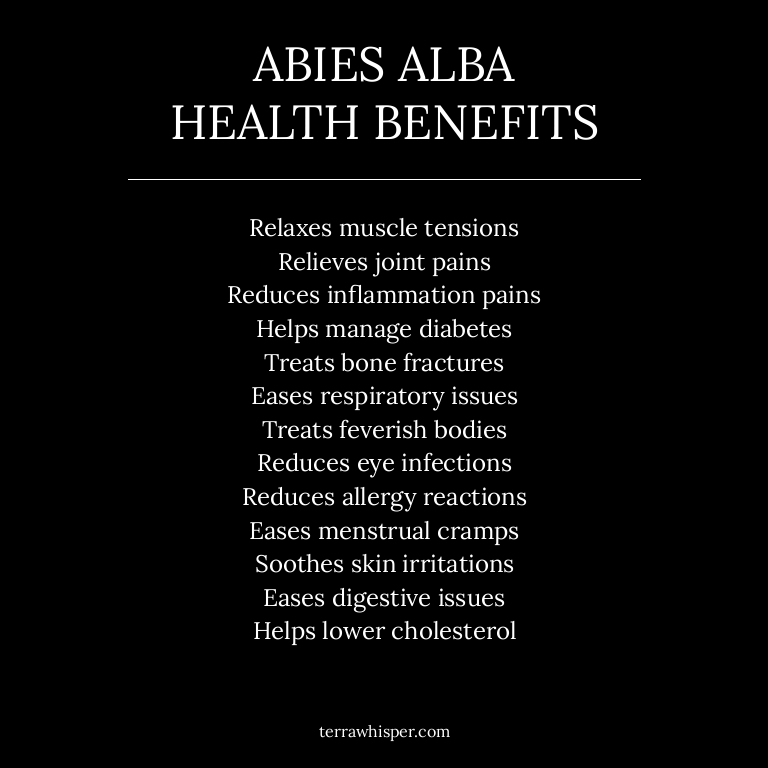 ABIES ALBA
HEALTH BENEFITS
Relaxes muscle tensions
Relieves joint pains
Reduces inflammation pains
Helps manage diabetes
Treats bone fractures
Eases respiratory issues
Treats feverish bodies
Reduces eye infections
Reduces allergy reactions
Eases menstrual cramps
Soothes skin irritations
Eases digestive issues
Helps lower cholesterol
terrawhisper.com